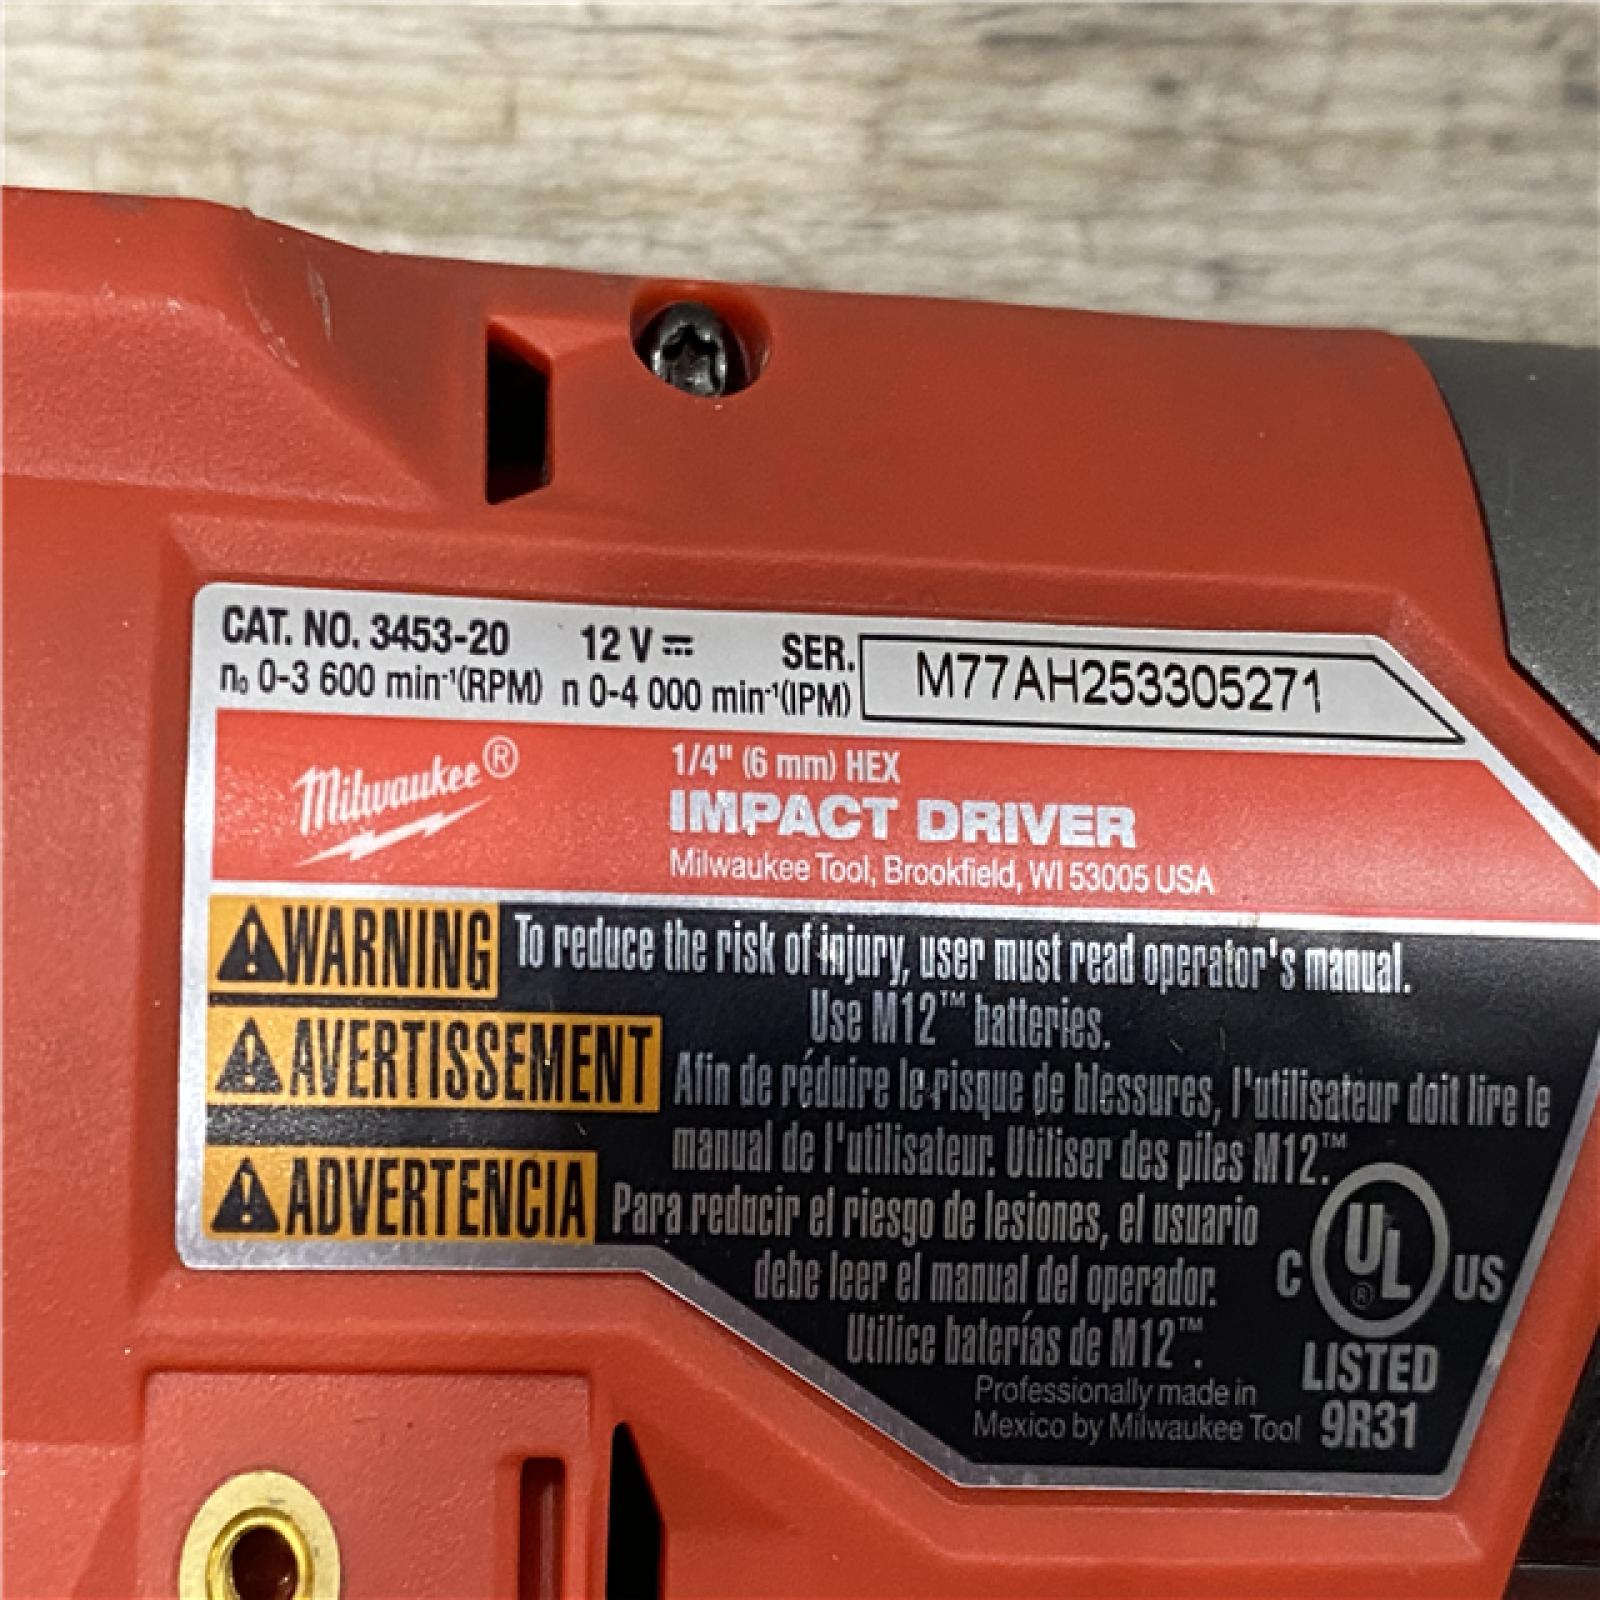 CAT. NO. 3453-20 12 V SER. M77AH253305271
n₀ 0-3 600 min⁻¹(RPM) n 0-4 000 min⁻¹(IPM)
Milwaukee®
1/4" (6 mm) HEX
IMPACT DRIVER
Milwaukee Tool, Brookfield, WI 53005 USA
WARNING To reduce the risk of injury, user must read operator's manual.
Use M12™ batteries.
AVERTISSEMENT Afin de réduire le risque de blessures, l'utilisateur doit lire le
manual de l'utilisateur. Utiliser des piles M12.™
ADVERTENCIA Para reducir el riesgo de lesiones, el usuario
debe leer el manual del operador.
Utilice baterías de M12™.
C UL® US
LISTED
9R31
Professionally made in
Mexico by Milwaukee Tool